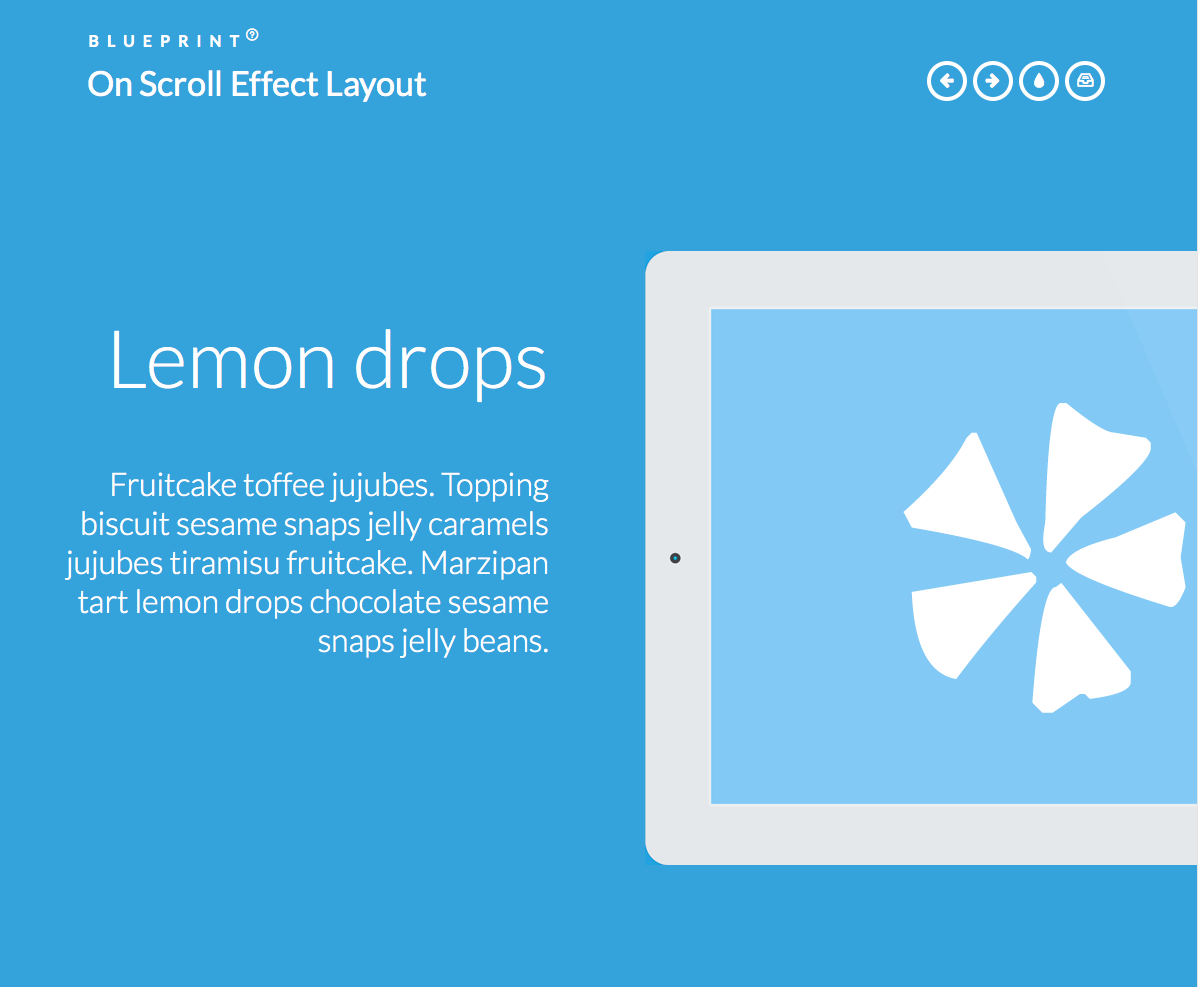 BLUEPRINT?
On Scroll Effect Layout
Lemon drops
Fruitcake toffee jujubes. Topping
biscuit sesame snaps jelly caramels
jujubes tiramisu fruitcake. Marzipan
tart lemon drops chocolate sesame
snaps jelly beans.